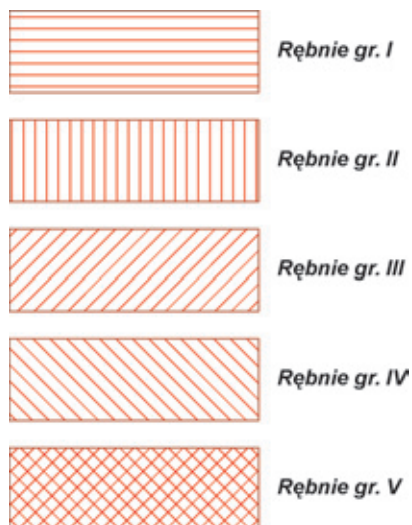 Rębnie gr. I
Rębnie gr. II
Rębnie gr. III
Rębnie gr. IV
Rębnie gr. V